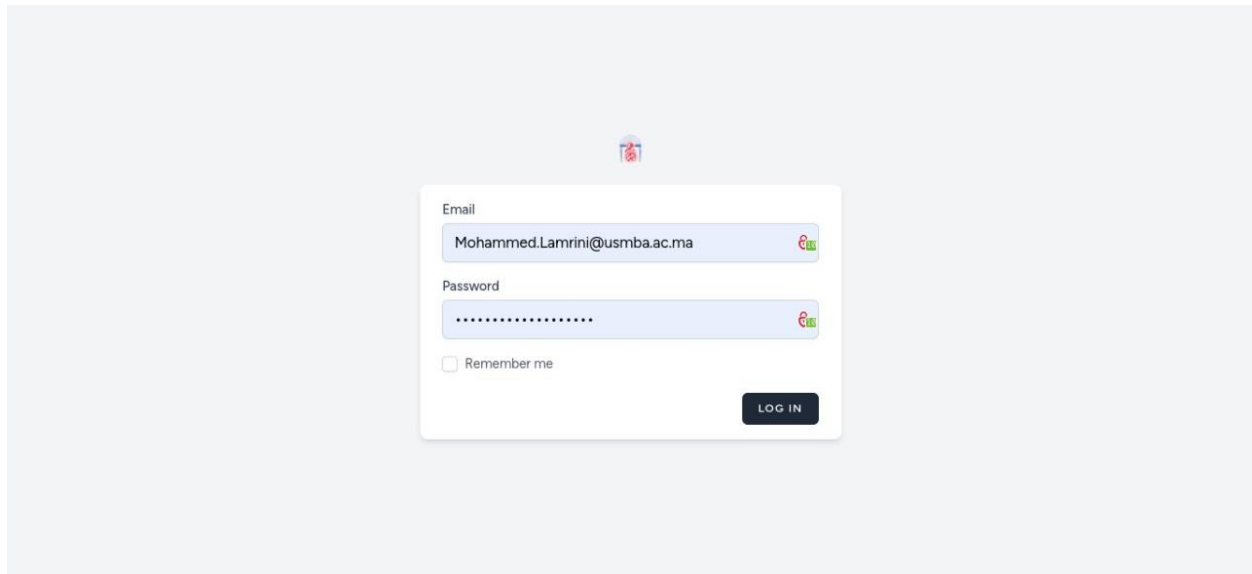 Email
Mohammed.Lamrini@usmba.ac.ma
Password
•••••••••••••••••••
Remember me
LOG IN